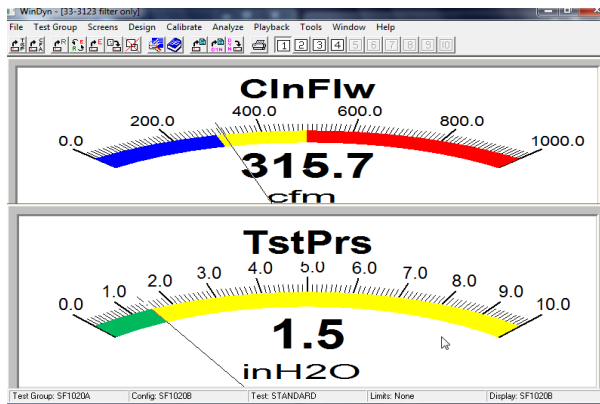 WinDyn - [33-3123 filter only]
File Test Group Screens Design Calibrate Analyze Playback Tools Window Help
1 2 3 4 5 6 7 8 9 10
ClnFlw
0.0 200.0 400.0 600.0 800.0 1000.0
315.7
cfm
TstPrs
0.0 1.0 2.0 3.0 4.0 5.0 6.0 7.0 8.0 9.0 10.0
1.5
inH2O
Test Group: SF1020A Config: SF1020B Test: STANDARD Limits: None Display: SF1020B